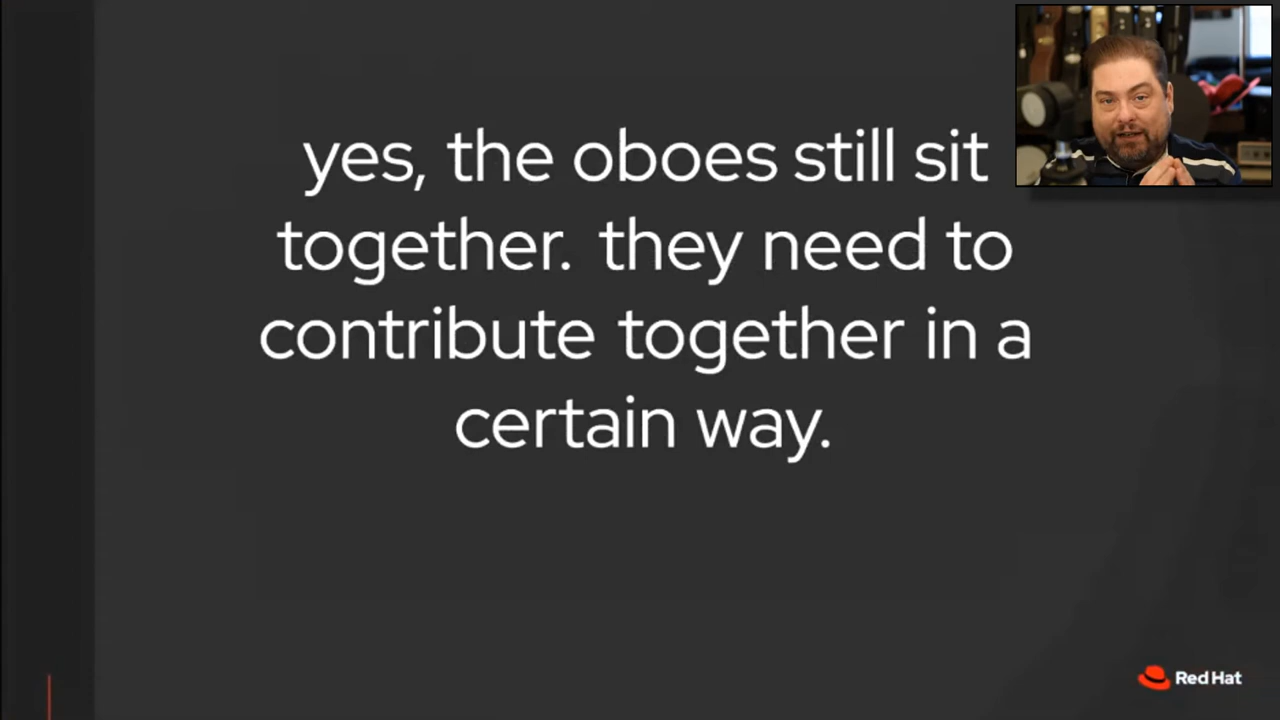 yes, the oboes still sit
together. they need to
contribute together in a
certain way.
Red Hat